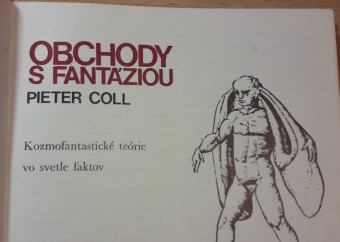 OBCHODY
S FANTÁZIOU
PIETER COLL
Kozmofantastické teórie
vo svetle faktov